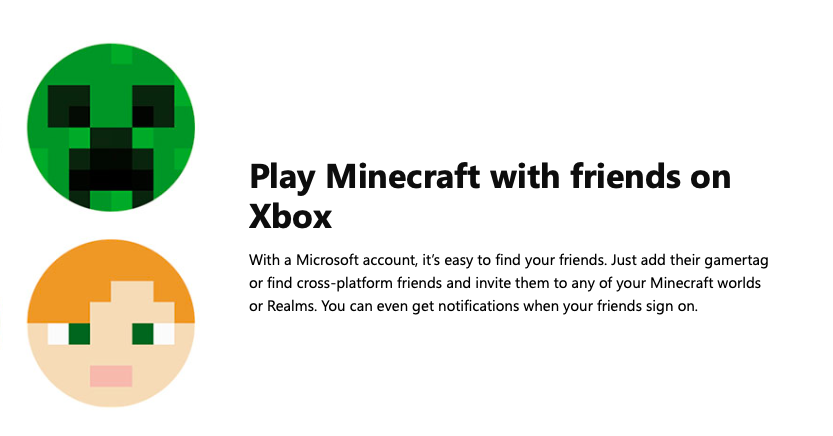 Play Minecraft with friends on
Xbox
With a Microsoft account, it’s easy to find your friends. Just add their gamertag
or find cross-platform friends and invite them to any of your Minecraft worlds
or Realms. You can even get notifications when your friends sign on.